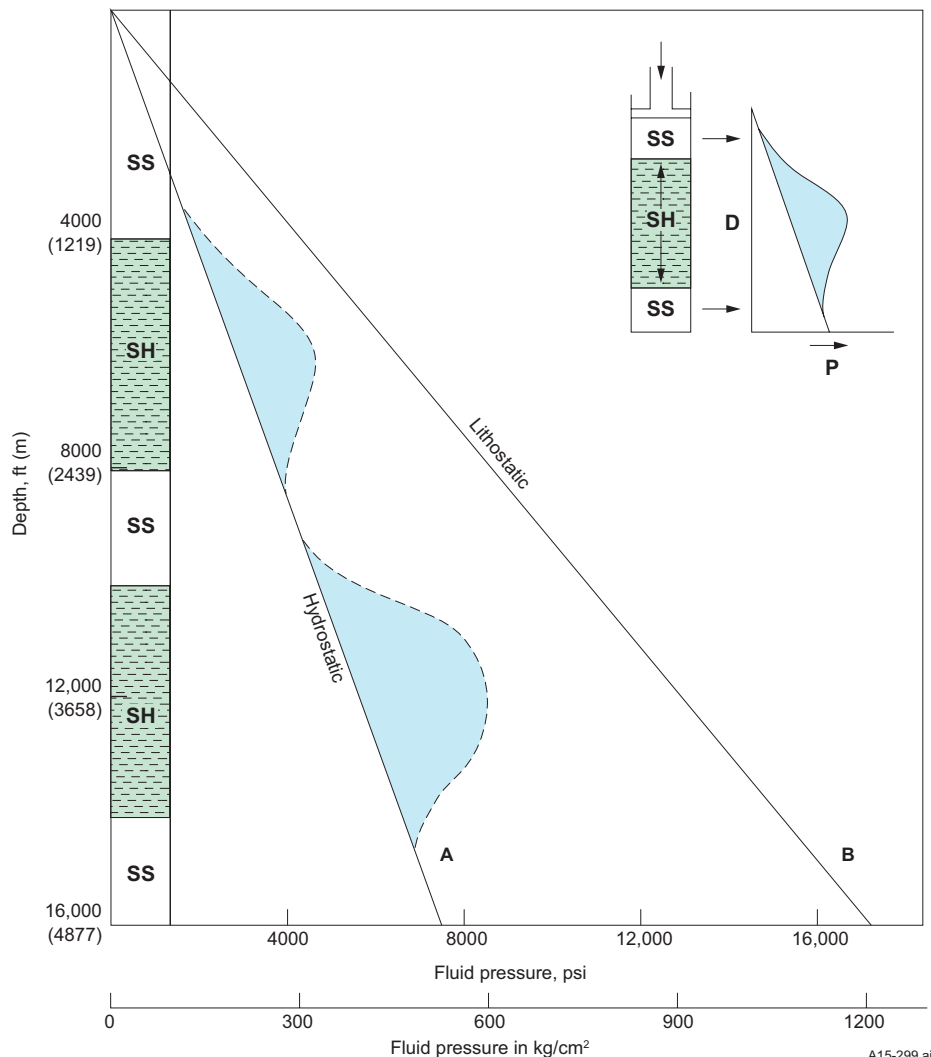 SS
4000
(1219)
SH
8000
(2439)
SS
12,000
(3658)
SH
SS
16,000
(4877)
Depth, ft (m)
Lithostatic
Hydrostatic
A
B
SS
SH
SS
D
P
4000 8000 12,000 16,000
Fluid pressure, psi
0 300 600 900 1200
Fluid pressure in kg/cm²
A15-299.ai